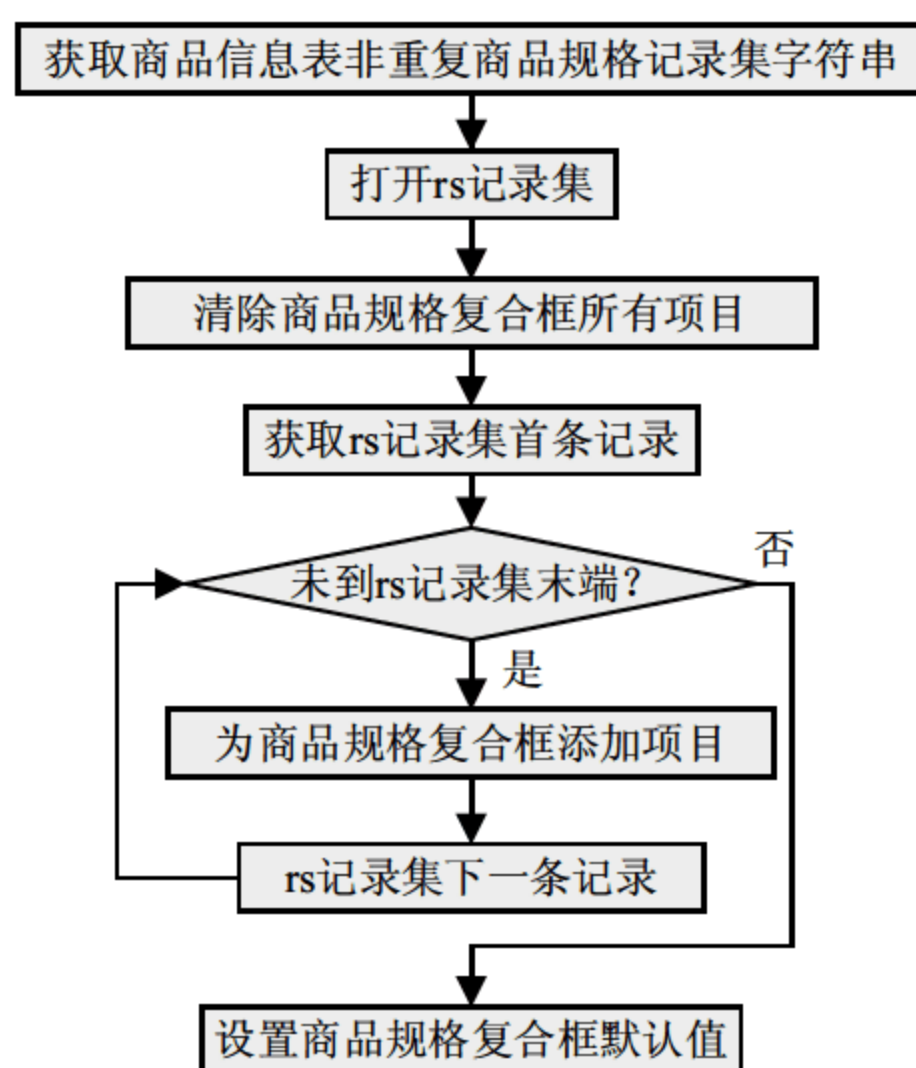 获取商品信息表非重复商品规格记录集字符串
打开rs记录集
清除商品规格复合框所有项目
获取rs记录集首条记录
未到rs记录集末端？
否
是
为商品规格复合框添加项目
rs记录集下一条记录
设置商品规格复合框默认值